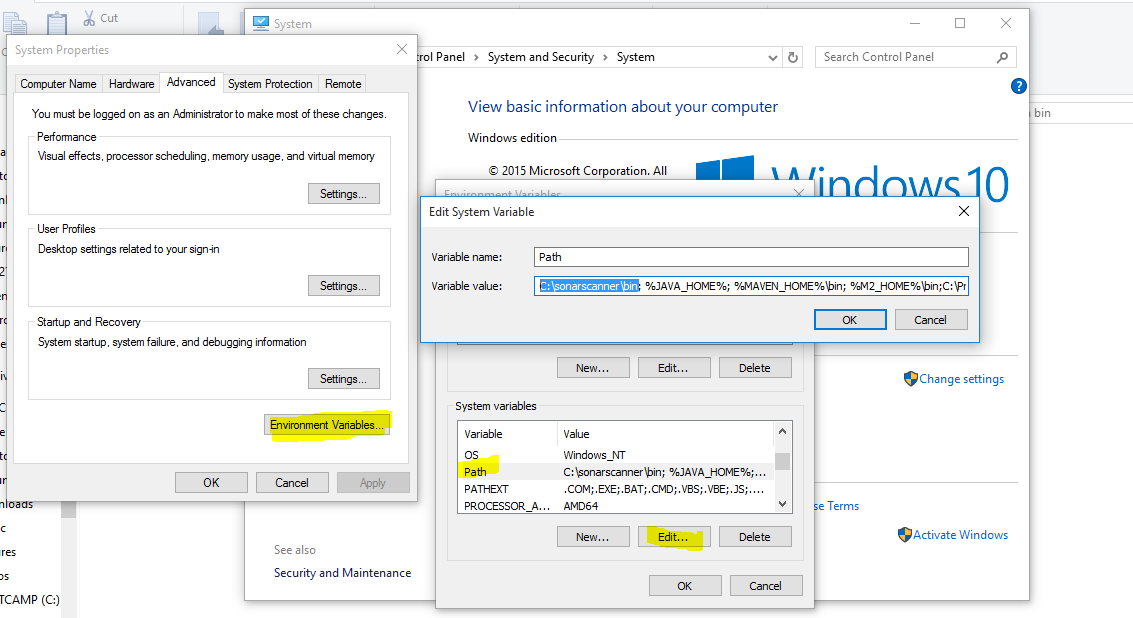 Cut
System
System Properties
trol Panel > System and Security > System
Search Control Panel
Computer Name
Hardware
Advanced
System Protection
Remote
You must be logged on as an Administrator to make most of these changes.
Performance
Visual effects, processor scheduling, memory usage, and virtual memory
Settings...
User Profiles
Desktop settings related to your sign-in
Settings...
Startup and Recovery
System startup, system failure, and debugging information
Settings...
Environment Variables...
OK
Cancel
Apply
?
bin
View basic information about your computer
Windows edition
© 2015 Microsoft Corporation. All
Windows 10
Environment Variables
Edit System Variable
Variable name:
Path
Variable value:
C:\sonarscanner\bin; %JAVA_HOME%; %MAVEN_HOME%\bin; %M2_HOME%\bin;C:\Pr
OK
Cancel
New...
Edit...
Delete
System variables
Variable Value
OS Windows_NT
Path C:\sonarscanner\bin; %JAVA_HOME%;...
PATHEXT .COM;.EXE;.BAT;.CMD;.VBS;.VBE;.JS;....
PROCESSOR_A... AMD64
New...
Edit...
Delete
OK
Cancel
Change settings
se Terms
Activate Windows
See also
Security and Maintenance
nloads
TCAMP (C:)